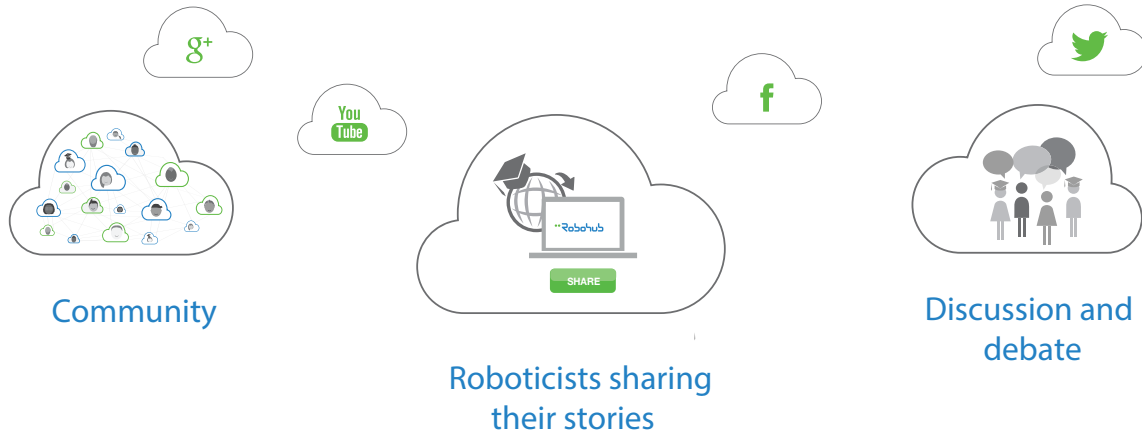 g+
You
Tube
f
Robohub
SHARE
Community
Roboticists sharing
their stories
Discussion and
debate